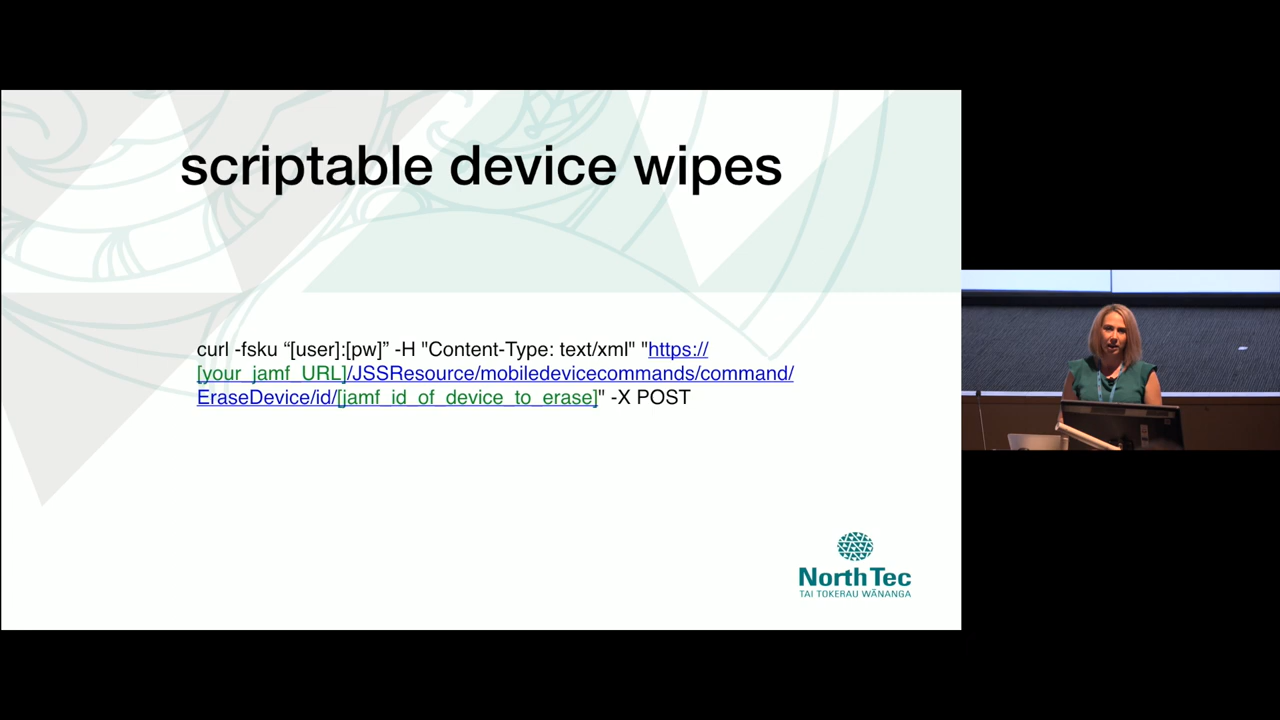 scriptable device wipes
curl -fsku “[user]:[pw]” -H "Content-Type: text/xml" "https://
[your_jamf_URL]/JSSResource/mobiledevicecommands/command/
EraseDevice/id/[jamf_id_of_device_to_erase]" -X POST
NorthTec
TAI TOKERAU WĀNANGA